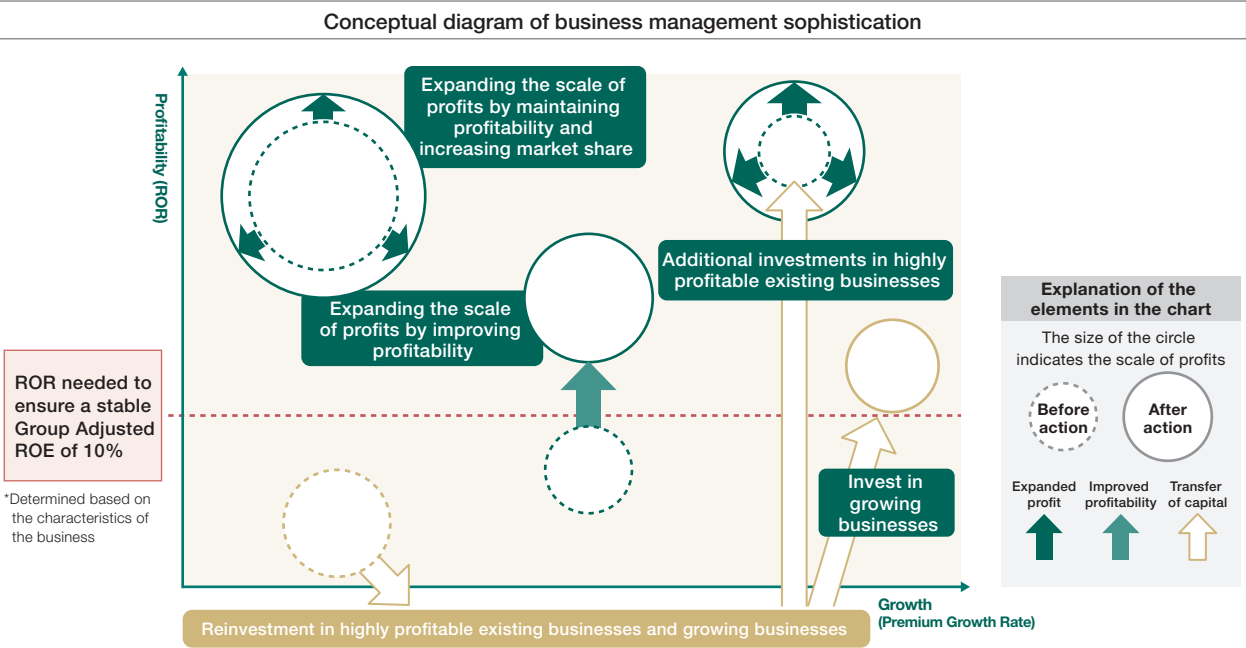 Conceptual diagram of business management sophistication
Profitability (ROR)
Expanding the scale of
profits by maintaining
profitability and
increasing market share
Additional investments in highly
profitable existing businesses
Expanding the scale
of profits by improving
profitability
ROR needed to
ensure a stable
Group Adjusted
ROE of 10%
*Determined based on
the characteristics of
the business
Invest in
growing
businesses
Reinvestment in highly profitable existing businesses and growing businesses
Growth
(Premium Growth Rate)
Explanation of the
elements in the chart
The size of the circle
indicates the scale of profits
Before
action
After
action
Expanded
profit
Improved
profitability
Transfer
of capital